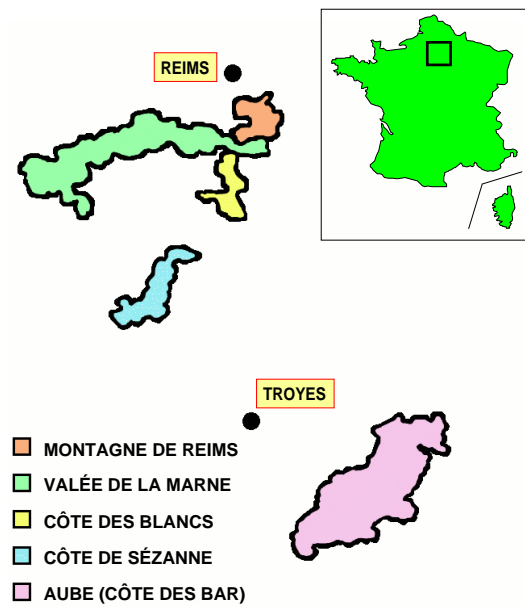 REIMS
TROYES
MONTAGNE DE REIMS
VALÉE DE LA MARNE
CÔTE DES BLANCS
CÔTE DE SÉZANNE
AUBE (CÔTE DES BAR)